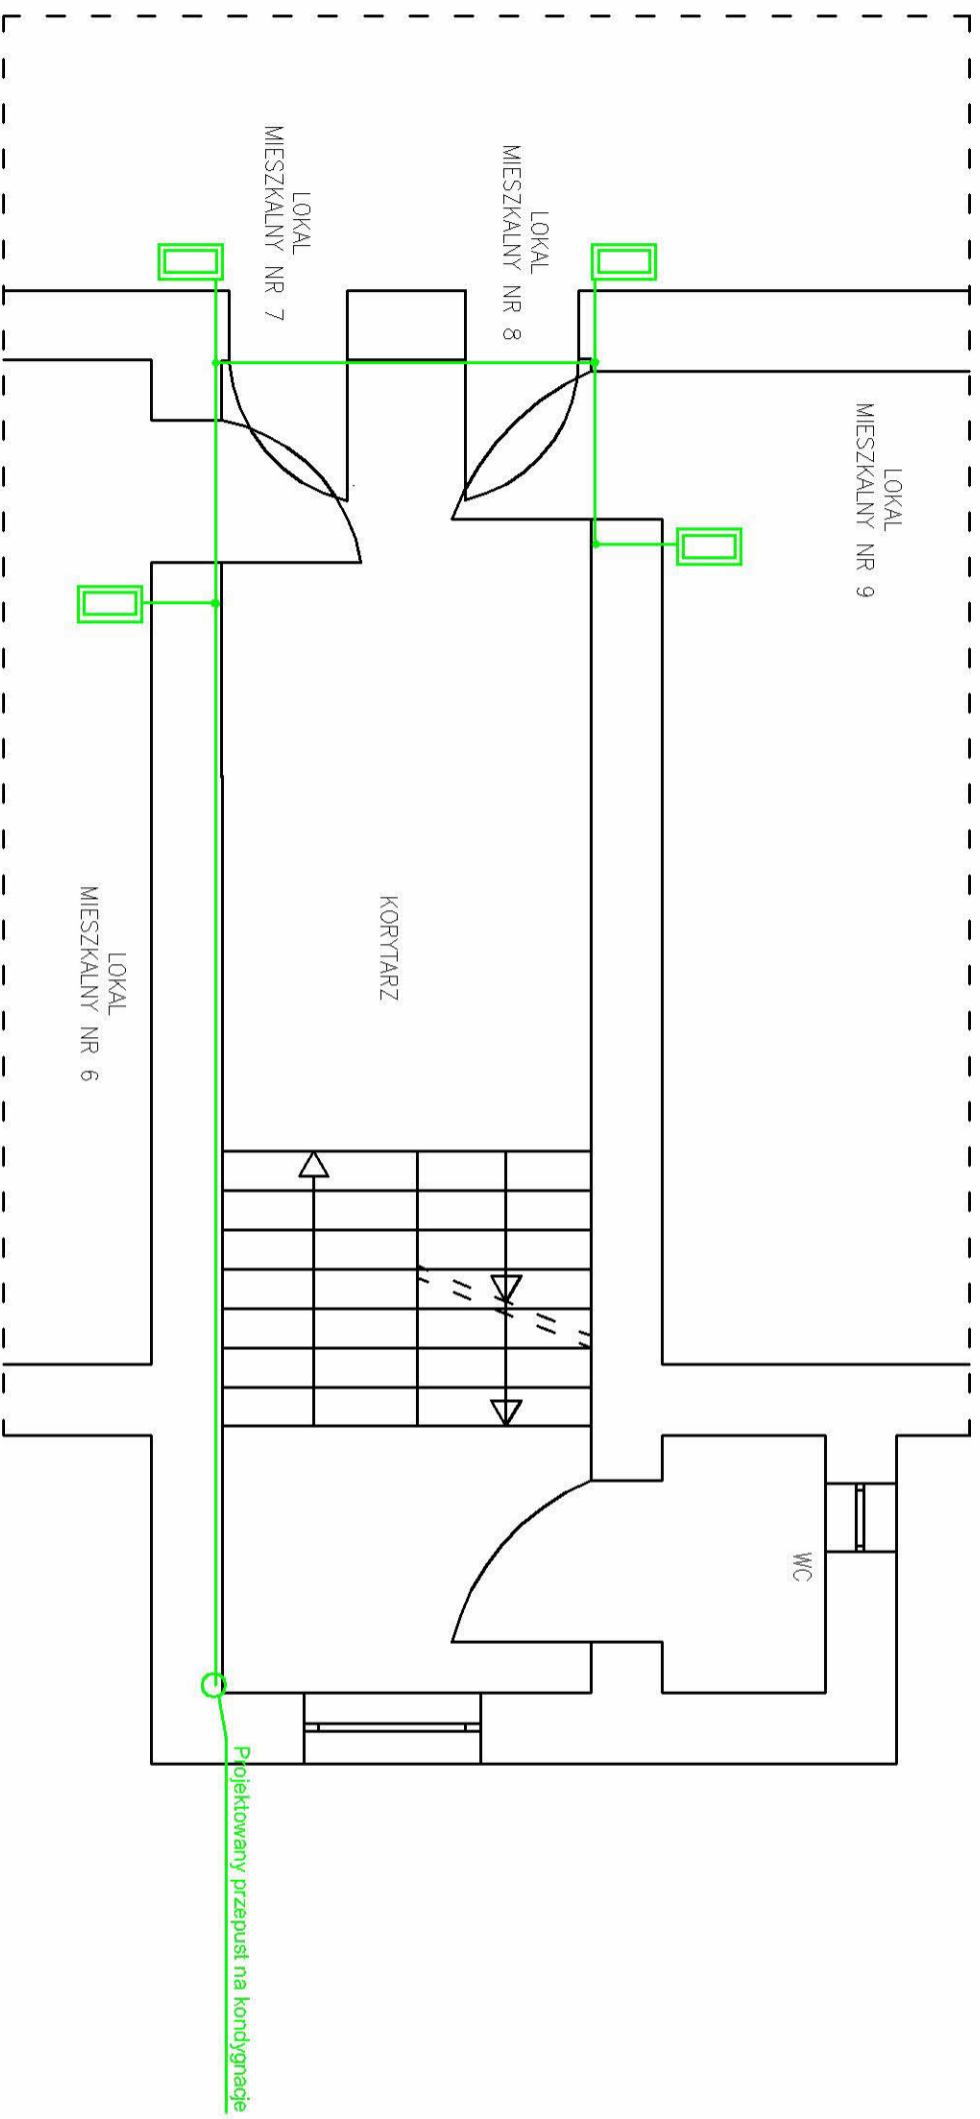 LOKAL
MIESZKALNY NR 9
LOKAL
MIESZKALNY NR 8
LOKAL
MIESZKALNY NR 7
KORYTARZ
LOKAL
MIESZKALNY NR 6
WC
Projektowany przepust na kondygnacje